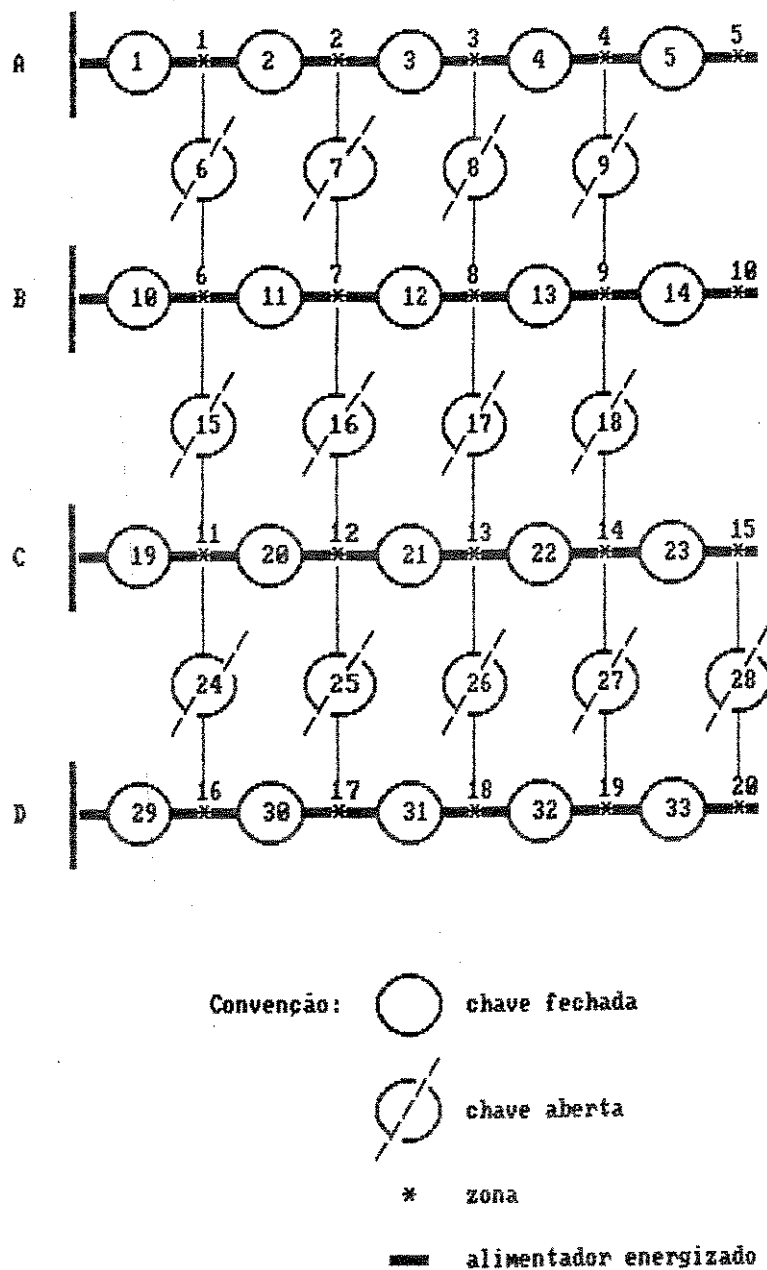 1 2 3 4 5
A 1 2 3 4 5
6 7 8 9
6 7 8 9 10
B 10 11 12 13 14
15 16 17 18
11 12 13 14 15
C 19 20 21 22 23
24 25 26 27 28
16 17 18 19 20
D 29 30 31 32 33
Convenção: chave fechada
chave aberta
* zona
alimentador energizado